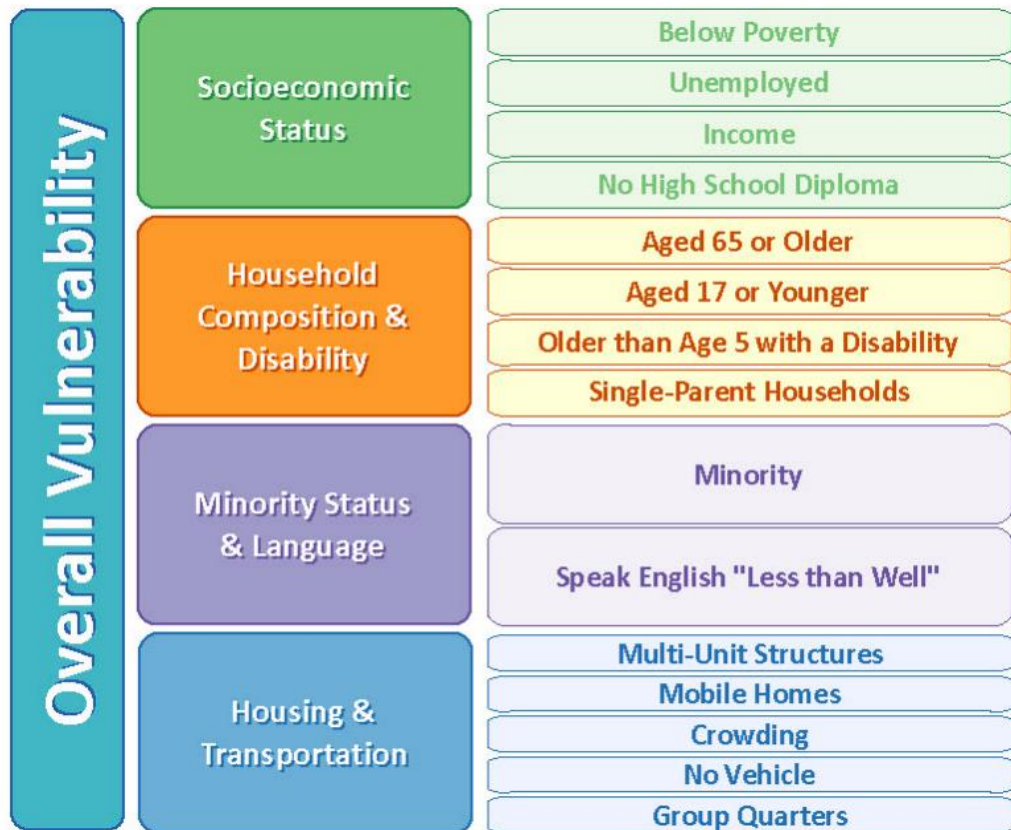 Overall Vulnerability
Socioeconomic
Status
Below Poverty
Unemployed
Income
No High School Diploma
Household
Composition &
Disability
Aged 65 or Older
Aged 17 or Younger
Older than Age 5 with a Disability
Single-Parent Households
Minority Status
& Language
Minority
Speak English "Less than Well"
Housing &
Transportation
Multi-Unit Structures
Mobile Homes
Crowding
No Vehicle
Group Quarters